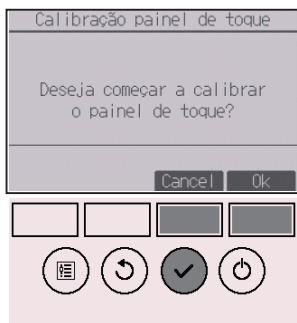 Calibração painel de toque
Deseja começar a calibrar
o painel de toque?
Cancel Ok